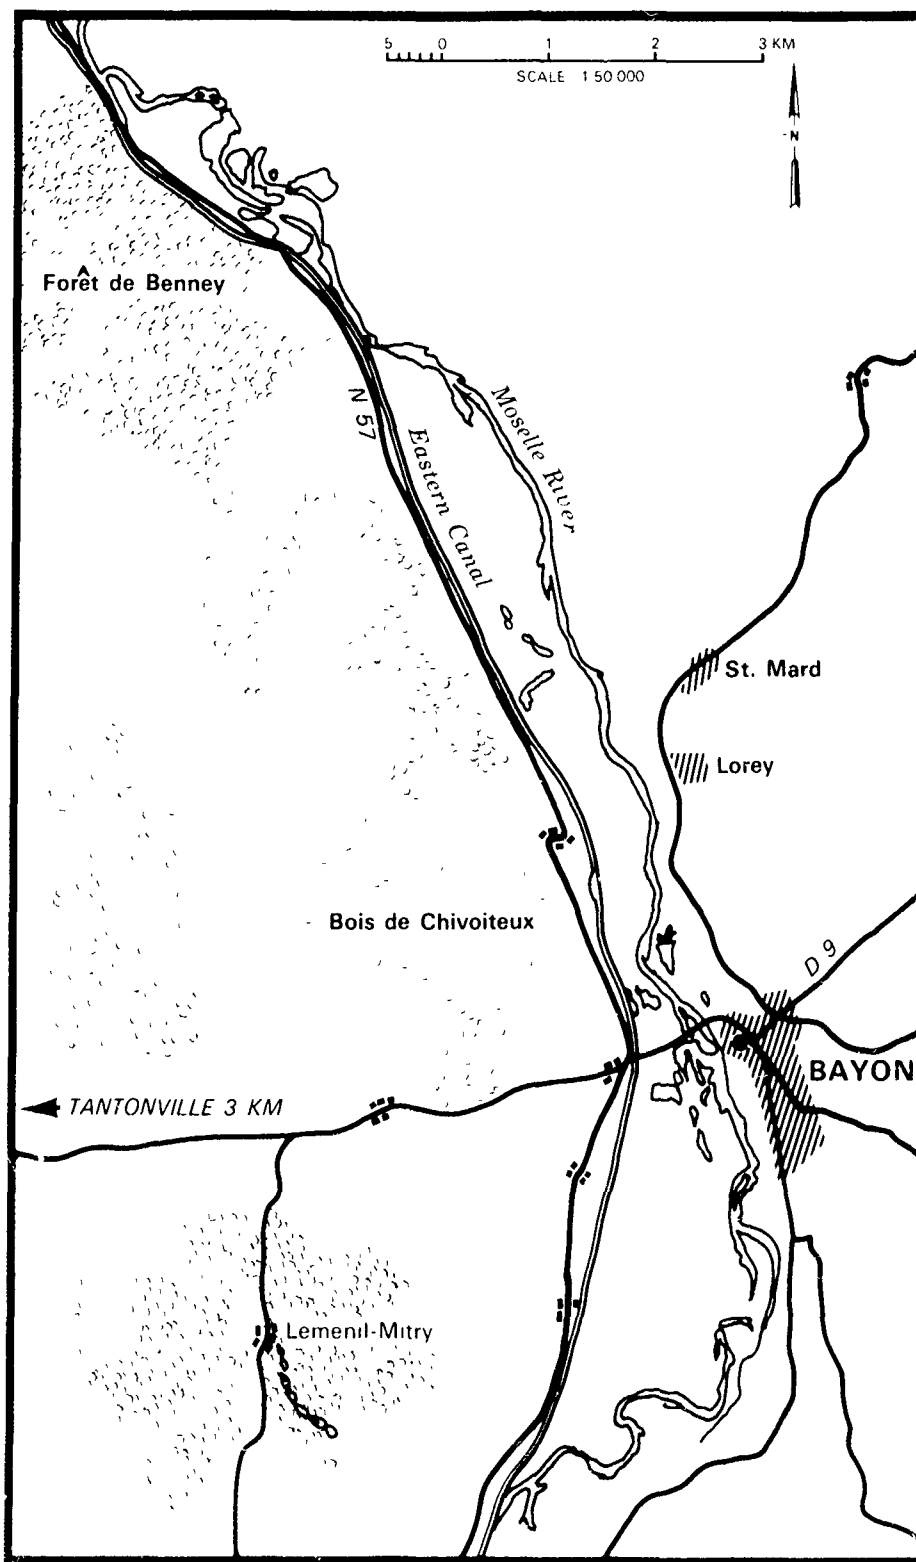 5 0 1 2 3 KM
SCALE 1 50 000
N
Forêt de Benney
N 57
Eastern Canal
Moselle River
St. Mard
Lorey
Bois de Chivoiteux
D 9
BAYON
TANTONVILLE 3 KM
Lemenil-Mitry